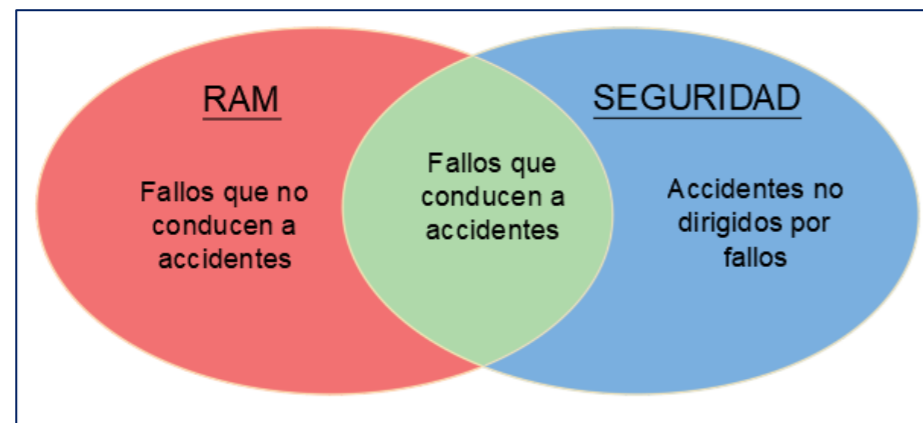 RAM
Fallos que no
conducen a
accidentes
Fallos que
conducen a
accidentes
SEGURIDAD
Accidentes no
dirigidos por
fallos